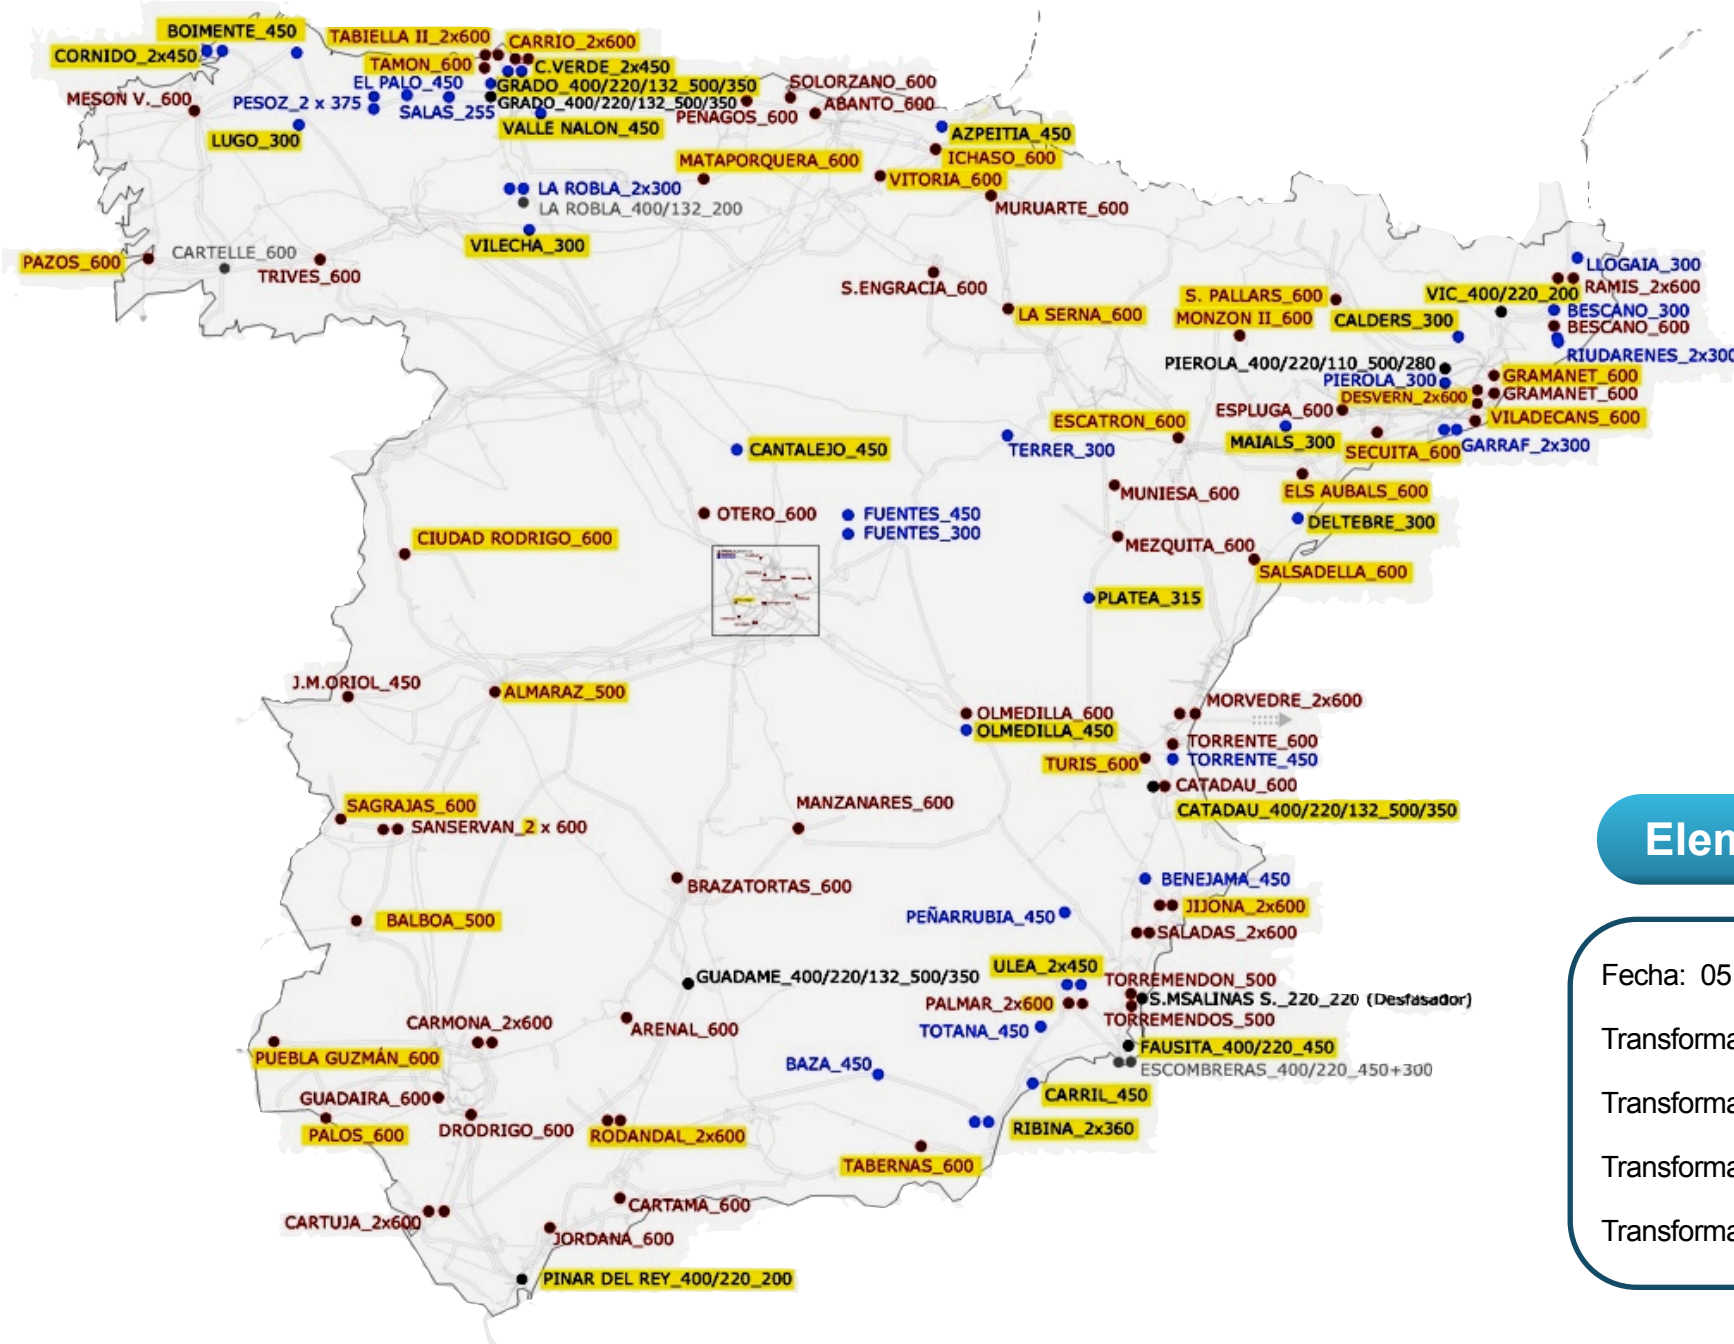 BOIMENTE_450
CORNIDO_2x450
TABIELLA II_2x600
CARRIO_2x600
TAMON_600
C.VERDE_2x450
EL PALO_450
GRADO_400/220/132_500/350
SOLORZANO_600
MESON V._600
PESOZ_2 x 375
SALAS_255
GRADO_400/220/132_500/350
PENAGOS_600
ABANTO_600
LUGO_300
VALLE NALON_450
AZPEITIA_450
MATAPORQUERA_600
ICHASO_600
VITORIA_600
LA ROBLA_2x300
LA ROBLA_400/132_200
MURUARTE_600
VILECHA_300
PAZOS_600
CARTELLE_600
TRIVES_600
LLOGAIA_300
S.ENGRACIA_600
S. PALLARS_600
VIC_400/220_200
RAMIS_2x600
LA SERNA_600
MONZON II_600
CALDERS_300
BESCANO_300
BESCANO_600
PIEROLA_400/220/110_500/280
RIUDARENES_2x300
PIEROLA_300
GRAMANET_600
DESVERN_2x600
GRAMANET_600
ESCATRON_600
ESPLUGA_600
VILADECANS_600
CANTALEJO_450
TERRER_300
MAIALS_300
SECUITA_600
GARRAF_2x300
MUNIESA_600
ELS AUBALS_600
OTERO_600
FUENTES_450
FUENTES_300
DELTEBRE_300
CIUDAD RODRIGO_600
MEZQUITA_600
SALSADELLA_600
PLATEA_315
J.M.ORIOL_450
ALMARAZ_500
MORVEDRE_2x600
OLMEDILLA_600
OLMEDILLA_450
TORRENTE_600
TURIS_600
TORRENTE_450
CATADAU_600
SAGRAJAS_600
MANZANARES_600
CATADAU_400/220/132_500/350
SANSERVAN_2 x 600
Elen
BRAZATORTAS_600
BENEJAMA_450
BALBOA_500
PEÑARRUBIA_450
JIJONA_2x600
SALADAS_2x600
ULEA_2x450
GUADAME_400/220/132_500/350
TORREMENDON_500
Fecha: 05
PALMAR_2x600
S.MSALINAS S._220_220 (Desfasador)
CARMONA_2x600
ARENAL_600
TOTANA_450
TORREMENDOS_500
Transforma
PUEBLA GUZMÁN_600
FAUSITA_400/220_450
BAZA_450
ESCOMBRERAS_400/220_450+300
GUADAIRA_600
CARRIL_450
Transforma
PALOS_600
DRODRIGO_600
RODANDAL_2x600
RIBINA_2x360
TABERNAS_600
Transforma
CARTUJA_2x600
CARTAMA_600
JORDANA_600
Transforma
PINAR DEL REY_400/220_200